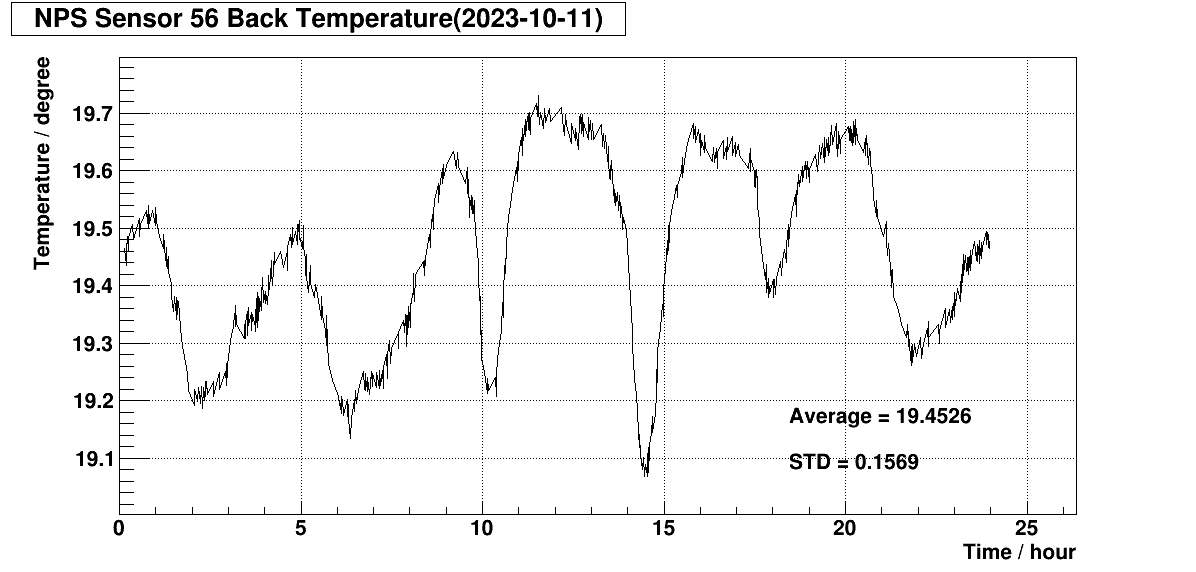 NPS Sensor 56 Back Temperature(2023-10-11)
Temperature / degree
19.7
19.6
19.5
19.4
19.3
19.2
19.1
Average = 19.4526
STD = 0.1569
0 5 10 15 20 25
Time / hour